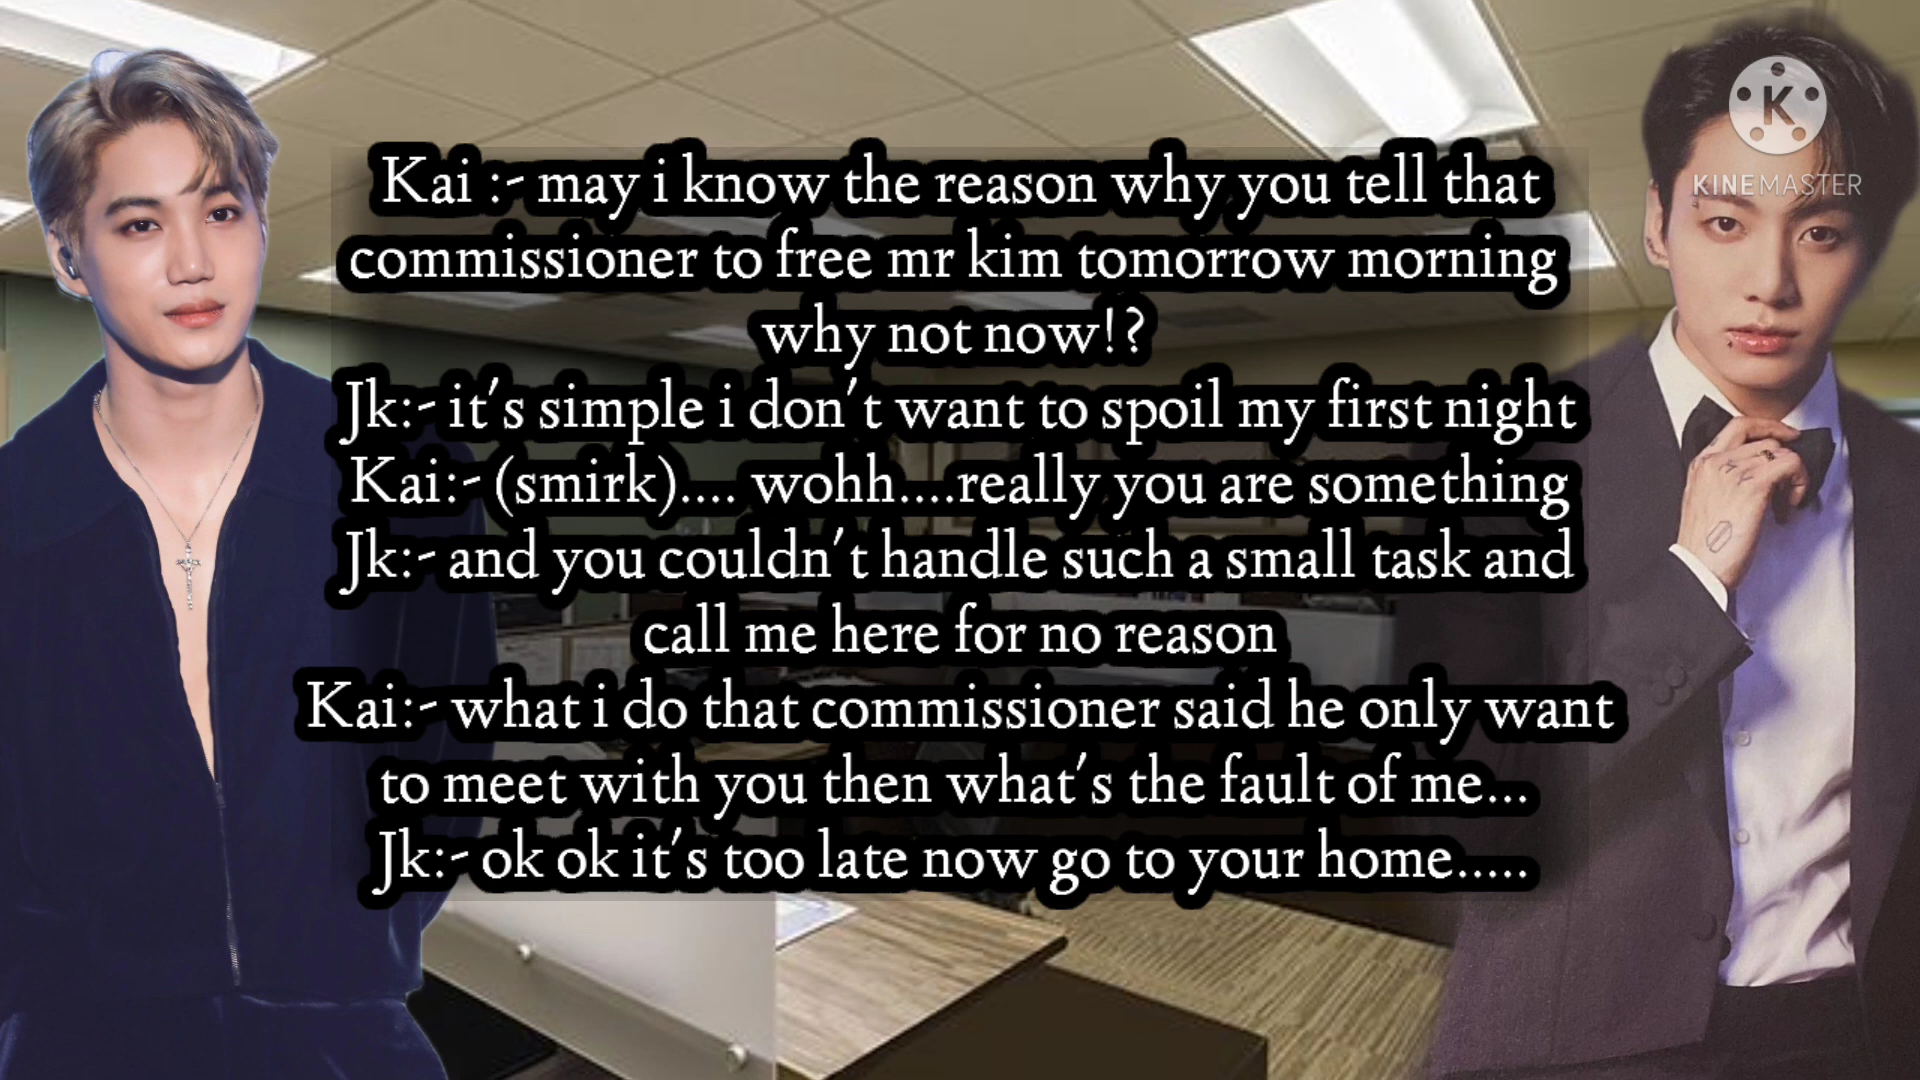 Kai :- may i know the reason why you tell that
commissioner to free mr kim tomorrow morning
why not now!?
Jk:- it's simple i don't want to spoil my first night
Kai:- (smirk).... wohh....really you are something
Jk:- and you couldn't handle such a small task and
call me here for no reason
Kai:- what i do that commissioner said he only want
to meet with you then what's the fault of me...
Jk:- ok ok it's too late now go to your home.....
K
KINEMASTER